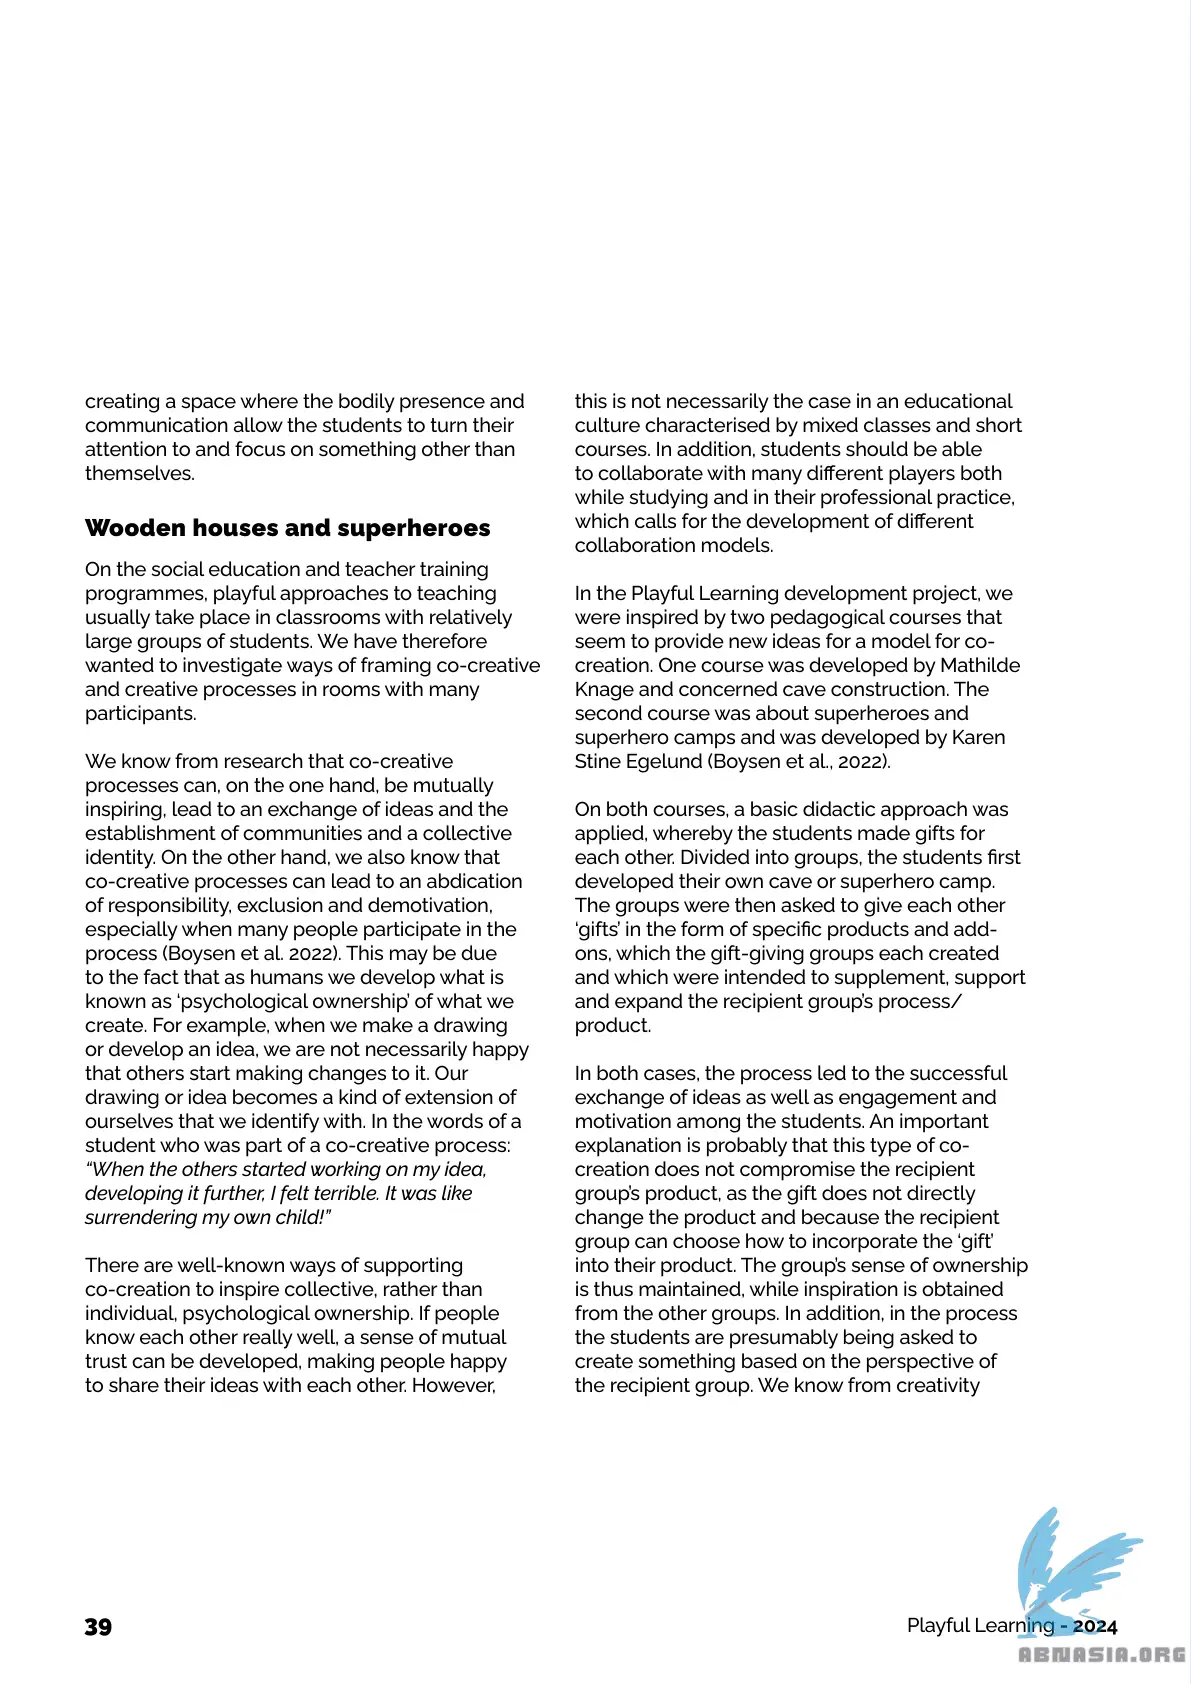 creating a space where the bodily presence and
communication allow the students to turn their
attention to and focus on something other than
themselves.
Wooden houses and superheroes
On the social education and teacher training
programmes, playful approaches to teaching
usually take place in classrooms with relatively
large groups of students. We have therefore
wanted to investigate ways of framing co-creative
and creative processes in rooms with many
participants.
We know from research that co-creative
processes can, on the one hand, be mutually
inspiring, lead to an exchange of ideas and the
establishment of communities and a collective
identity. On the other hand, we also know that
co-creative processes can lead to an abdication
of responsibility, exclusion and demotivation,
especially when many people participate in the
process (Boysen et al. 2022). This may be due
to the fact that as humans we develop what is
known as ‘psychological ownership’ of what we
create. For example, when we make a drawing
or develop an idea, we are not necessarily happy
that others start making changes to it. Our
drawing or idea becomes a kind of extension of
ourselves that we identify with. In the words of a
student who was part of a co-creative process:
“When the others started working on my idea,
developing it further, I felt terrible. It was like
surrendering my own child!”
There are well-known ways of supporting
co-creation to inspire collective, rather than
individual, psychological ownership. If people
know each other really well, a sense of mutual
trust can be developed, making people happy
to share their ideas with each other. However,
this is not necessarily the case in an educational
culture characterised by mixed classes and short
courses. In addition, students should be able
to collaborate with many different players both
while studying and in their professional practice,
which calls for the development of different
collaboration models.
In the Playful Learning development project, we
were inspired by two pedagogical courses that
seem to provide new ideas for a model for co-
creation. One course was developed by Mathilde
Knage and concerned cave construction. The
second course was about superheroes and
superhero camps and was developed by Karen
Stine Egelund (Boysen et al., 2022).
On both courses, a basic didactic approach was
applied, whereby the students made gifts for
each other. Divided into groups, the students first
developed their own cave or superhero camp.
The groups were then asked to give each other
‘gifts’ in the form of specific products and add-
ons, which the gift-giving groups each created
and which were intended to supplement, support
and expand the recipient group’s process/
product.
In both cases, the process led to the successful
exchange of ideas as well as engagement and
motivation among the students. An important
explanation is probably that this type of co-
creation does not compromise the recipient
group’s product, as the gift does not directly
change the product and because the recipient
group can choose how to incorporate the ‘gift’
into their product. The group’s sense of ownership
is thus maintained, while inspiration is obtained
from the other groups. In addition, in the process
the students are presumably being asked to
create something based on the perspective of
the recipient group. We know from creativity
39
Playful Learning - 2024
ABNASIA.ORG